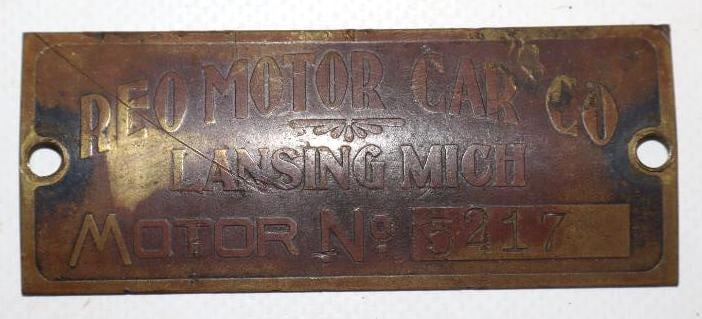 REO MOTOR CAR CO
LANSING MICH
MOTOR No 5217